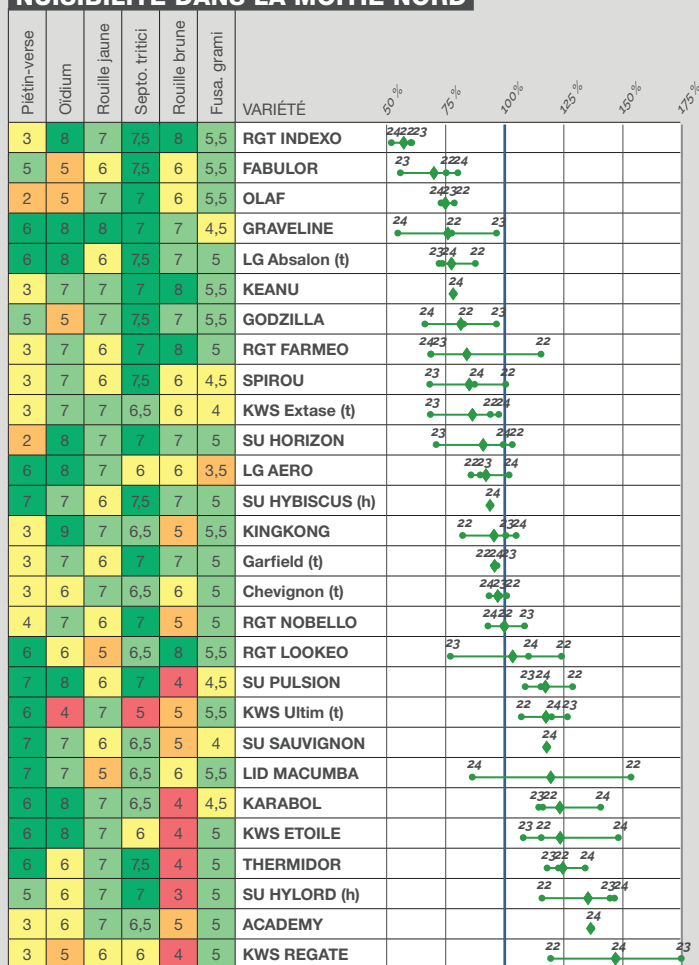 NUISIBILITÉ DANS LA MOITIÉ NORD
Piétin-verse Oïdium Rouille jaune Septo. tritici Rouille brune Fusa. grami VARIÉTÉ 50 % 75 % 100 % 125 % 150 % 175 %
3 8 7 7,5 8 5,5 RGT INDEXO 24 22 23
5 5 6 7,5 6 5,5 FABULOR 23 22 24
2 5 7 7 6 5,5 OLAF 24 23 22
6 8 8 7 7 4,5 GRAVELINE 24 22 23
6 8 6 7,5 7 5 LG Absalon (t) 23 24 22
3 7 7 7 8 5,5 KEANU 24
5 5 7 7,5 7 5,5 GODZILLA 24 22 23
3 7 6 7 8 5 RGT FARMEO 24 23 22
3 7 6 7,5 6 4,5 SPIROU 23 24 22
3 7 7 6,5 6 4 KWS Extase (t) 23 22 24
2 8 7 7 7 5 SU HORIZON 23 24 22
6 8 7 6 6 3,5 LG AERO 22 23 24
7 7 6 7,5 7 5 SU HYBISCUS (h) 24
3 9 7 6,5 5 5,5 KINGKONG 22 23 24
3 7 6 7 7 5 Garfield (t) 22 24 23
3 6 7 6,5 6 5 Chevignon (t) 24 23 22
4 7 6 7 5 5 RGT NOBELLO 24 22 23
6 6 5 6,5 8 5,5 RGT LOOKEO 23 24 22
7 8 6 7 4 4,5 SU PULSION 23 24 22
6 4 7 5 5 5,5 KWS Ultim (t) 22 24 23
7 7 6 6,5 5 4 SU SAUVIGNON 24
7 7 5 6,5 6 5,5 LID MACUMBA 24 22
6 8 7 6,5 4 4,5 KARABOL 23 22 24
6 8 7 6 4 5 KWS ETOILE 23 22 24
6 6 7 7,5 4 5 THERMIDOR 23 22 24
5 6 7 7 3 5 SU HYLORD (h) 22 23 24
3 6 7 6,5 5 5 ACADEMY 24
3 5 6 6 4 5 KWS REGATE 22 24 23